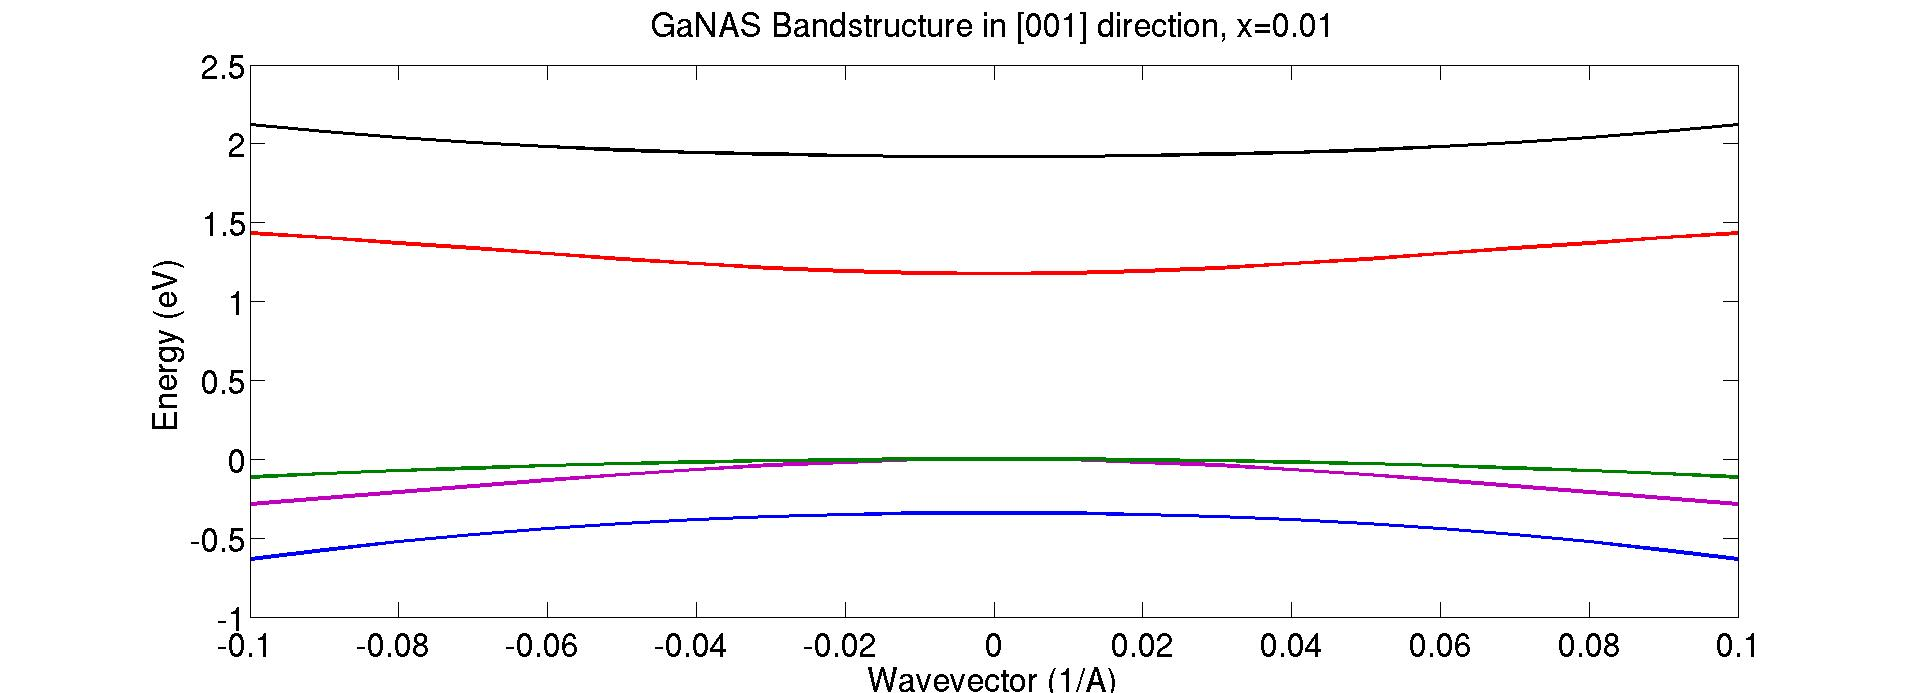 GaNAS Bandstructure in [001] direction, x=0.01
2.5
2
1.5
1
0.5
0
-0.5
-1
Energy (eV)
-0.1 -0.08 -0.06 -0.04 -0.02 0 0.02 0.04 0.06 0.08 0.1
Wavevector (1/A)